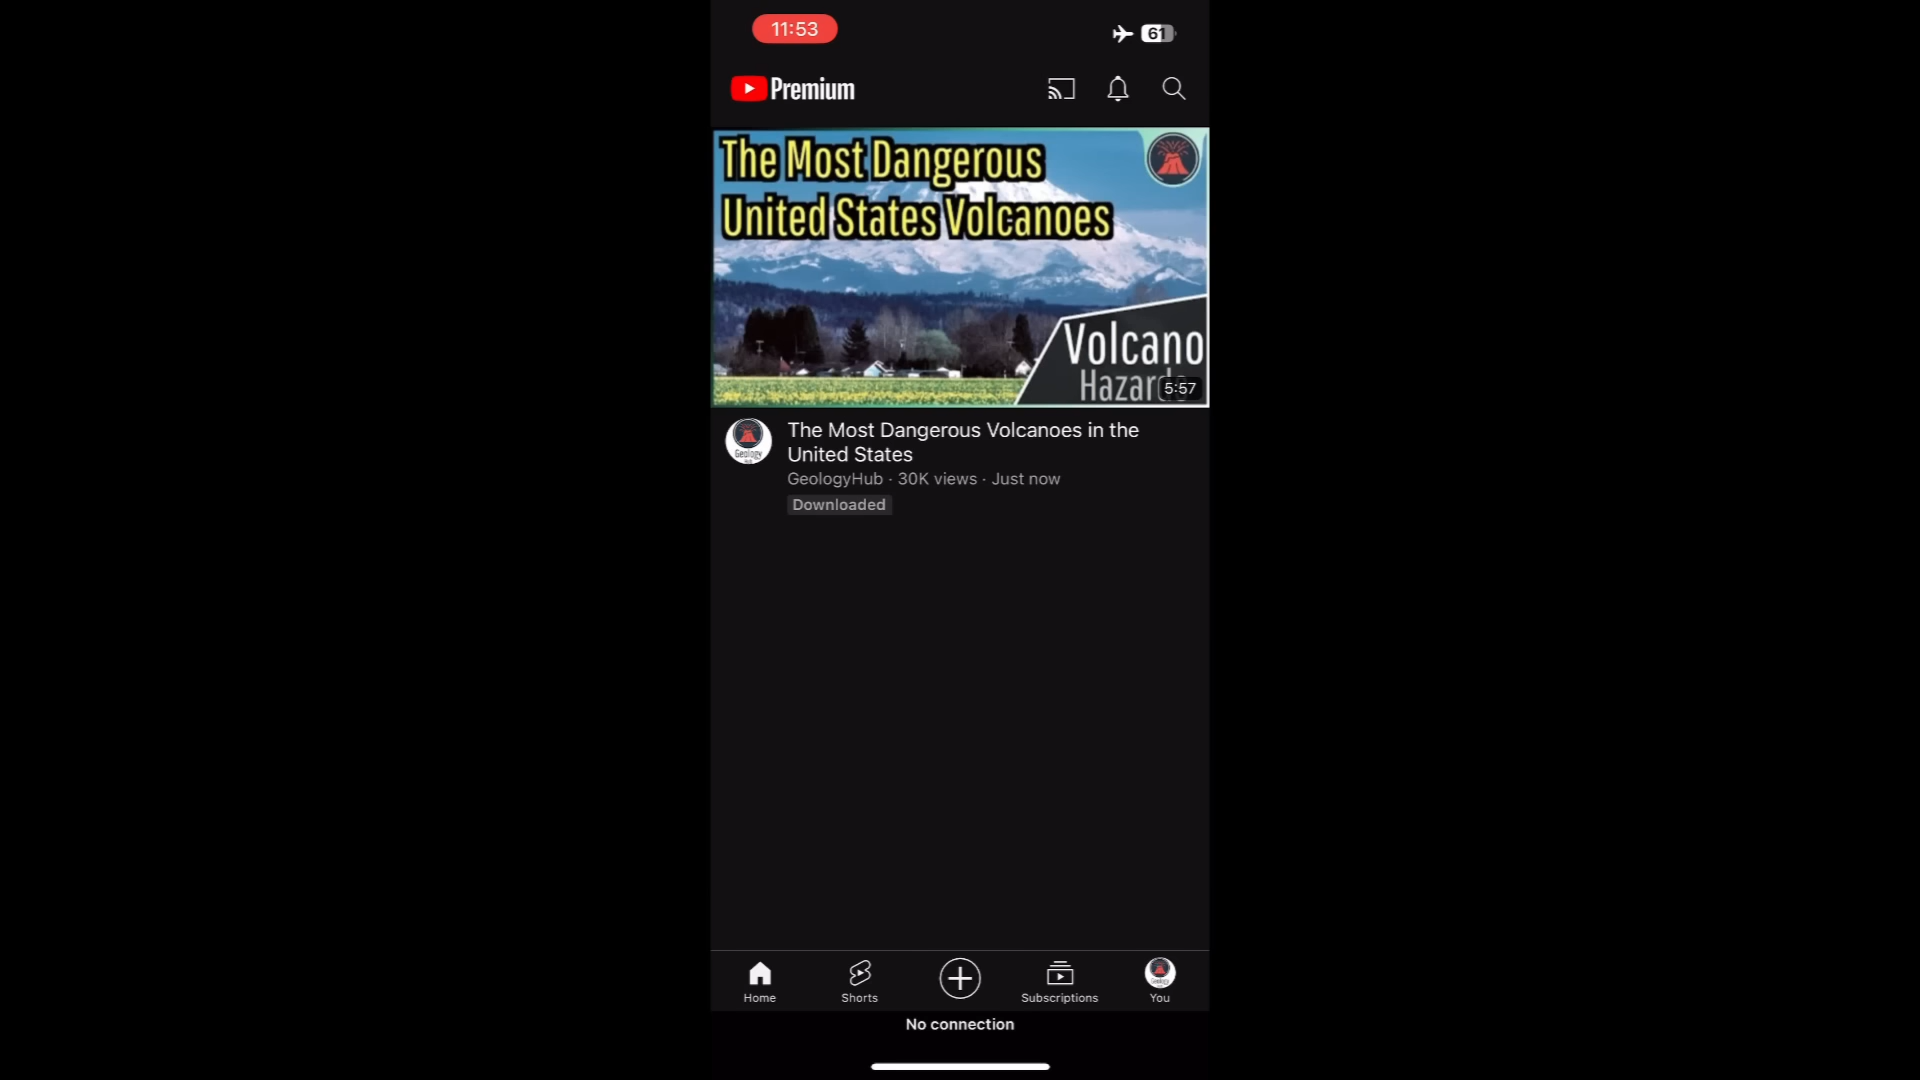 11:53
61
Premium
The Most Dangerous
United States Volcanoes
Volcano
5:57
The Most Dangerous Volcanoes in the
United States
Geology
GeologyHub · 30K views · Just now
Downloaded
Home
Shorts
Subscriptions
You
No connection